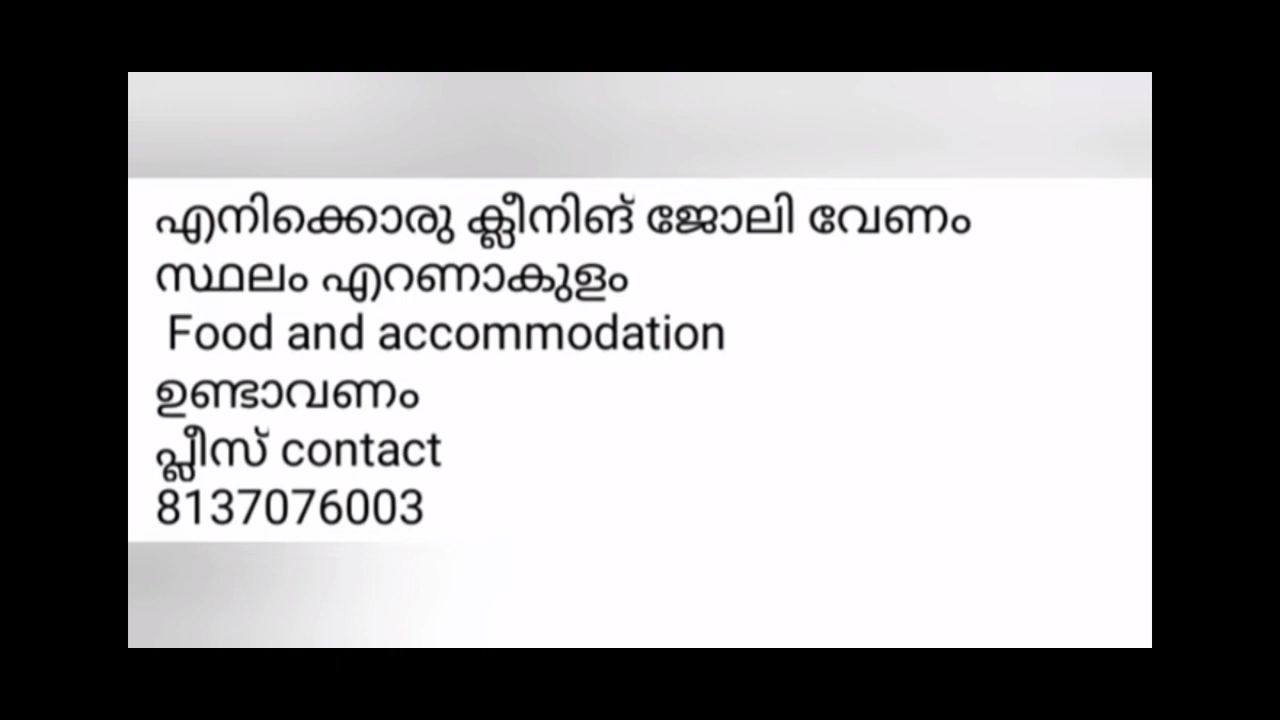 എനിക്കൊരു ക്ലീനിങ് ജോലി വേണം
സ്ഥലം എറണാകുളം
Food and accommodation
ഉണ്ടാവണം
പ്ലീസ് contact
8137076003